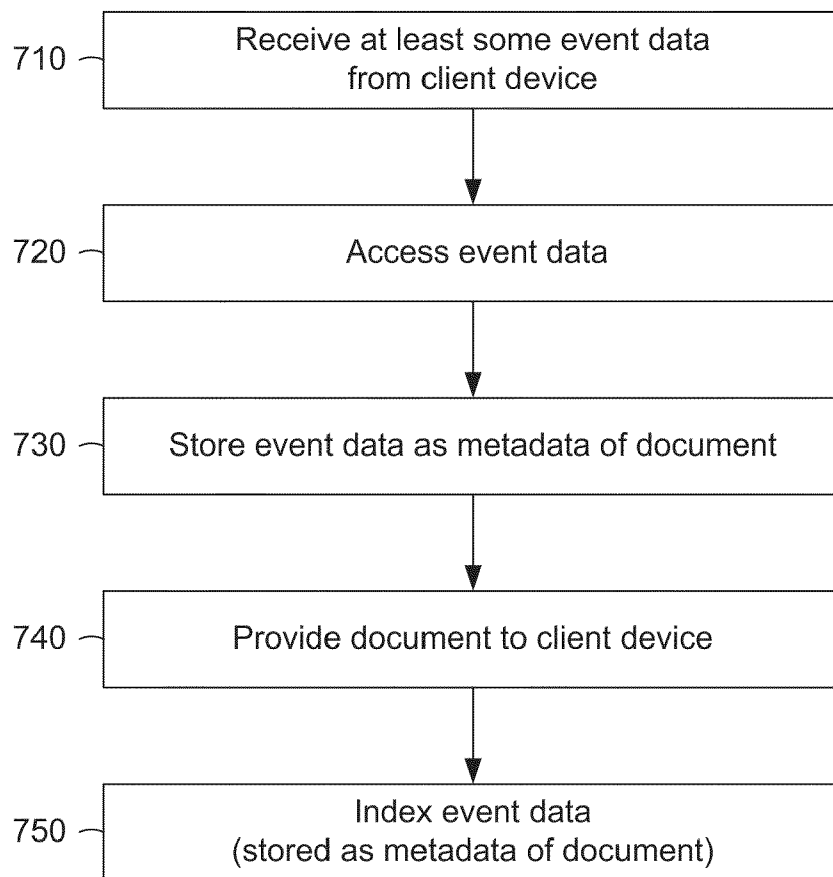 710
Receive at least some event data
from client device
720
Access event data
730
Store event data as metadata of document
740
Provide document to client device
750
Index event data
(stored as metadata of document)